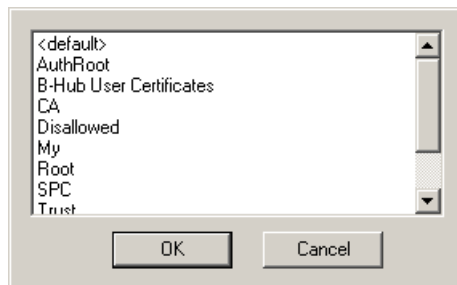 <default>
AuthRoot
B-Hub User Certificates
CA
Disallowed
My
Root
SPC
Trust
OK
Cancel